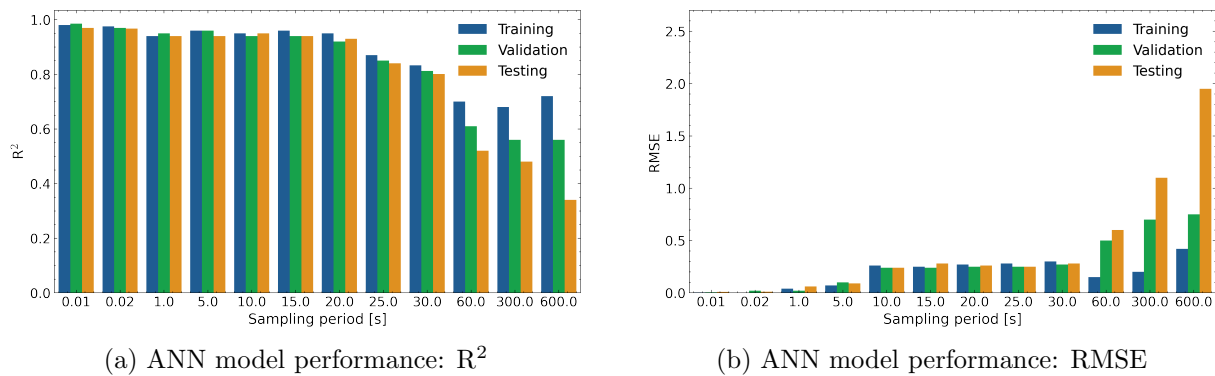 1.0
0.8
0.6
0.4
0.2
0.0
R²
Training
Validation
Testing
0.01 0.02 1.0 5.0 10.0 15.0 20.0 25.0 30.0 60.0 300.0 600.0
Sampling period [s]
(a) ANN model performance: R²
2.5
2.0
1.5
1.0
0.5
0.0
RMSE
Training
Validation
Testing
0.01 0.02 1.0 5.0 10.0 15.0 20.0 25.0 30.0 60.0 300.0 600.0
Sampling period [s]
(b) ANN model performance: RMSE